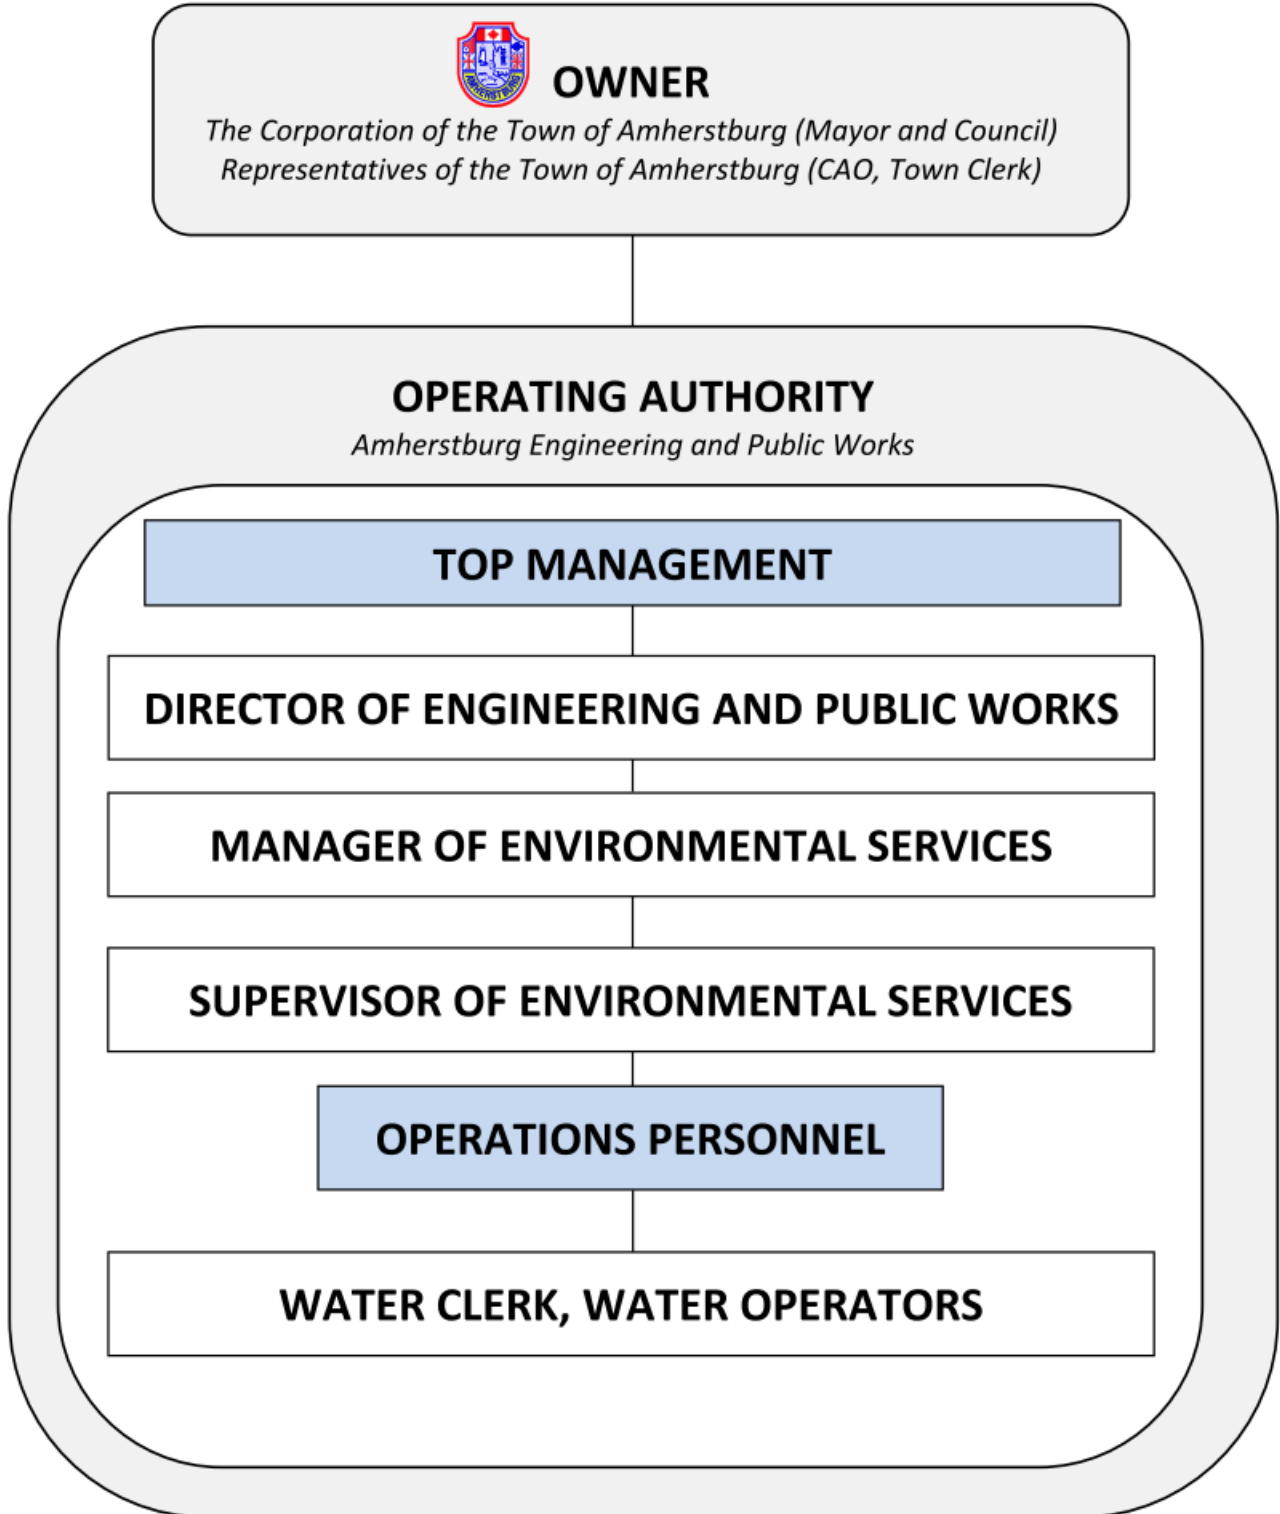 AMHERSTBURG
OWNER
The Corporation of the Town of Amherstburg (Mayor and Council)
Representatives of the Town of Amherstburg (CAO, Town Clerk)
OPERATING AUTHORITY
Amherstburg Engineering and Public Works
TOP MANAGEMENT
DIRECTOR OF ENGINEERING AND PUBLIC WORKS
MANAGER OF ENVIRONMENTAL SERVICES
SUPERVISOR OF ENVIRONMENTAL SERVICES
OPERATIONS PERSONNEL
WATER CLERK, WATER OPERATORS